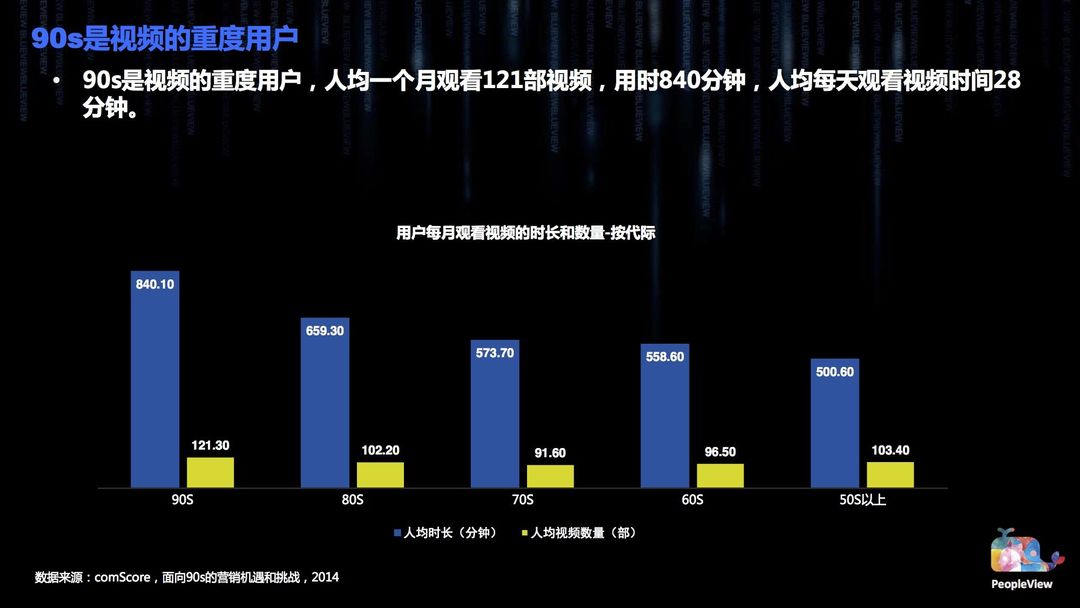 90s是视频的重度用户
• 90s是视频的重度用户，人均一个月观看121部视频，用时840分钟，人均每天观看视频时间28
分钟。
用户每月观看视频的时长和数量-按代际
840.10
659.30
573.70
558.60
500.60
121.30
102.20
91.60
96.50
103.40
90S 80S 70S 60S 50S以上
人均时长（分钟） 人均视频数量（部）
数据来源：comScore，面向90s的营销机遇和挑战，2014
PeopleView